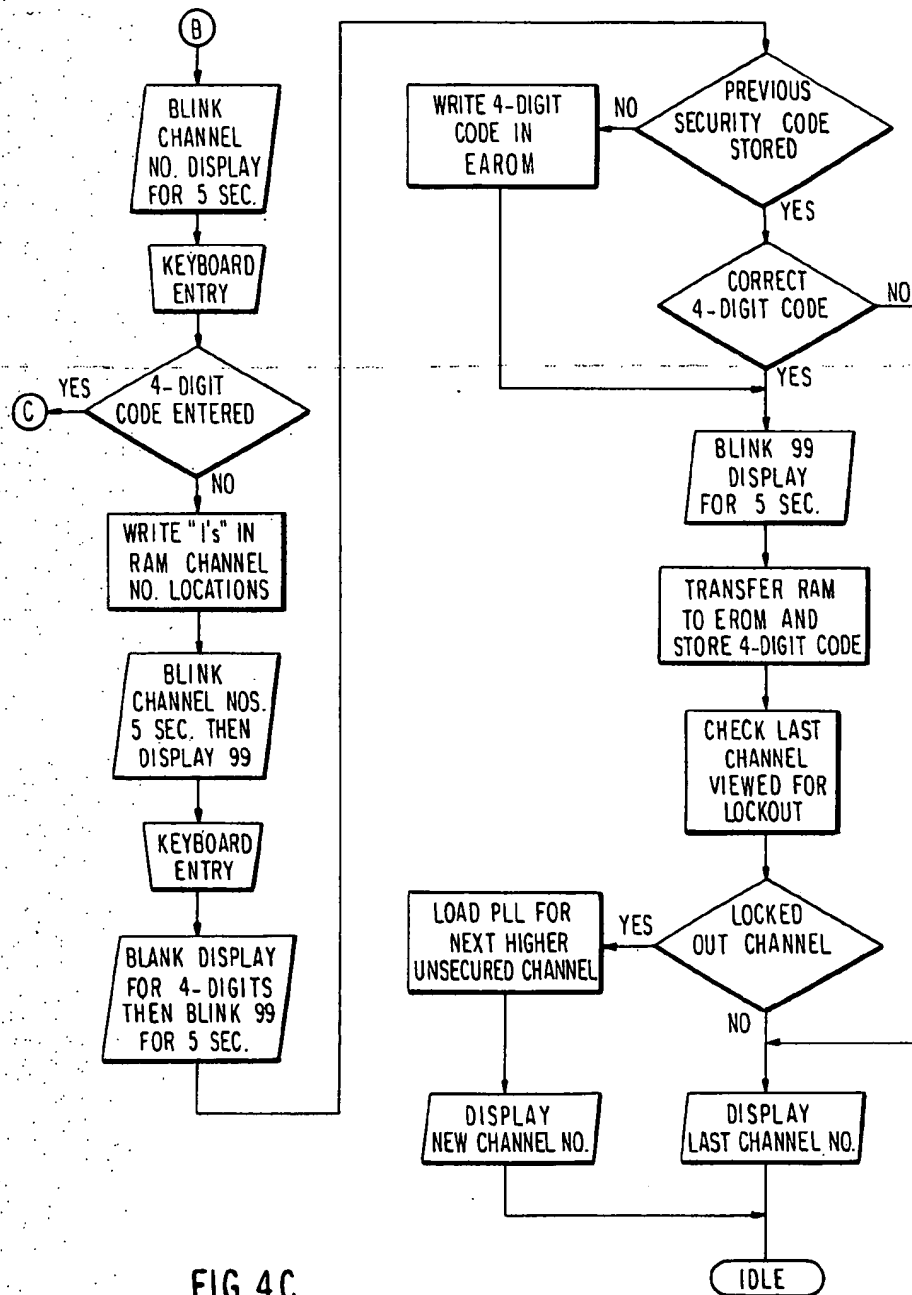 B
BLINK
CHANNEL
NO. DISPLAY
FOR 5 SEC.
KEYBOARD
ENTRY
4-DIGIT
CODE ENTERED
YES
C
NO
WRITE "1's" IN
RAM CHANNEL
NO. LOCATIONS
BLINK
CHANNEL NOS.
5 SEC. THEN
DISPLAY 99
KEYBOARD
ENTRY
BLANK DISPLAY
FOR 4-DIGITS
THEN BLINK 99
FOR 5 SEC.
PREVIOUS
SECURITY CODE
STORED
NO
WRITE 4-DIGIT
CODE IN
EAROM
YES
CORRECT
4-DIGIT CODE
NO
YES
BLINK 99
DISPLAY
FOR 5 SEC.
TRANSFER RAM
TO EROM AND
STORE 4-DIGIT CODE
CHECK LAST
CHANNEL
VIEWED FOR
LOCKOUT
LOCKED
OUT CHANNEL
YES
LOAD PLL FOR
NEXT HIGHER
UNSECURED CHANNEL
NO
DISPLAY
NEW CHANNEL NO.
DISPLAY
LAST CHANNEL NO.
IDLE
FIG. 4C